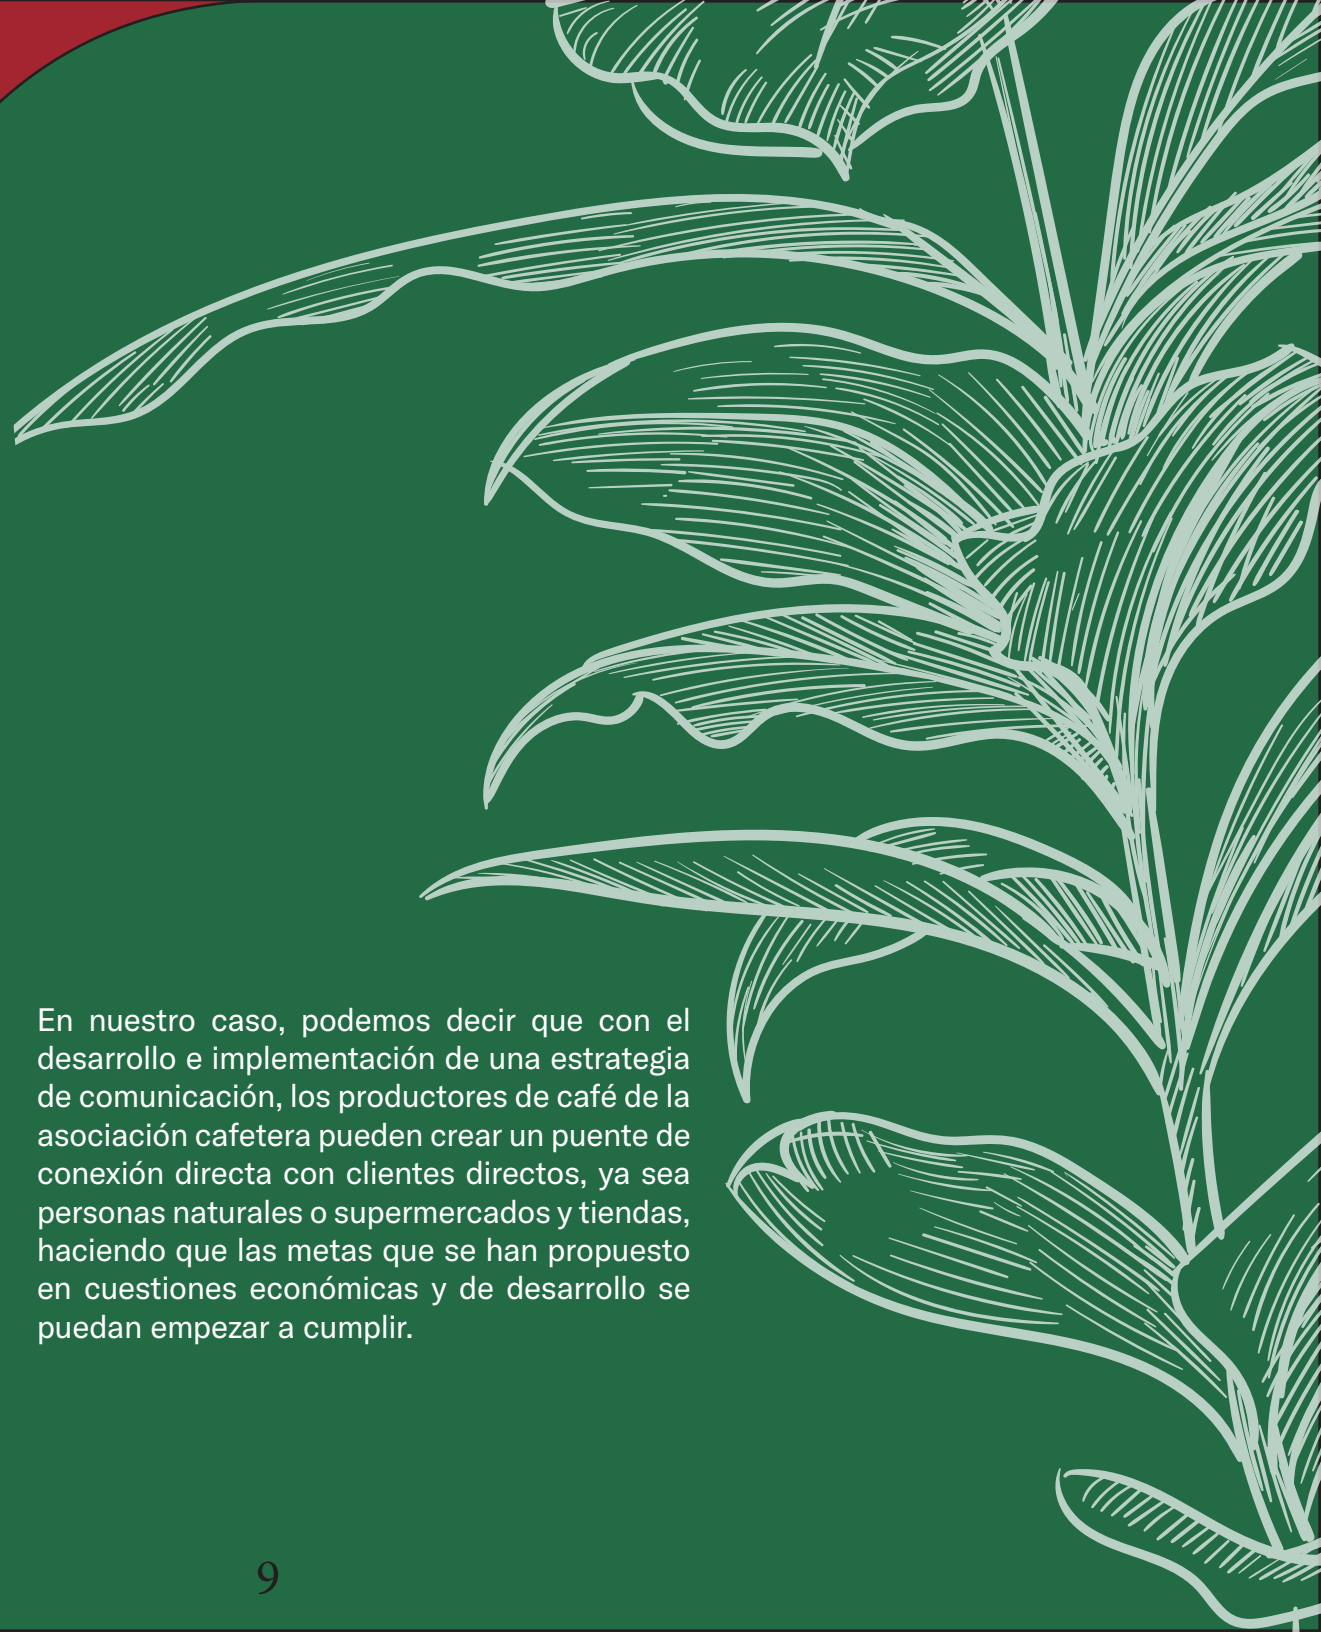 En nuestro caso, podemos decir que con el
desarrollo e implementación de una estrategia
de comunicación, los productores de café de la
asociación cafetera pueden crear un puente de
conexión directa con clientes directos, ya sea
personas naturales o supermercados y tiendas,
haciendo que las metas que se han propuesto
en cuestiones económicas y de desarrollo se
puedan empezar a cumplir.
9